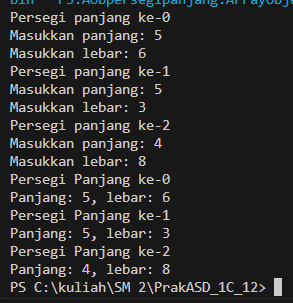 Persegi panjang ke-0
Masukkan panjang: 5
Masukkan lebar: 6
Persegi panjang ke-1
Masukkan panjang: 5
Masukkan lebar: 3
Persegi panjang ke-2
Masukkan panjang: 4
Masukkan lebar: 8
Persegi Panjang ke-0
Panjang: 5, lebar: 6
Persegi Panjang ke-1
Panjang: 5, lebar: 3
Persegi Panjang ke-2
Panjang: 4, lebar: 8
PS C:\kuliah\SM 2\PrakASD_1C_12>